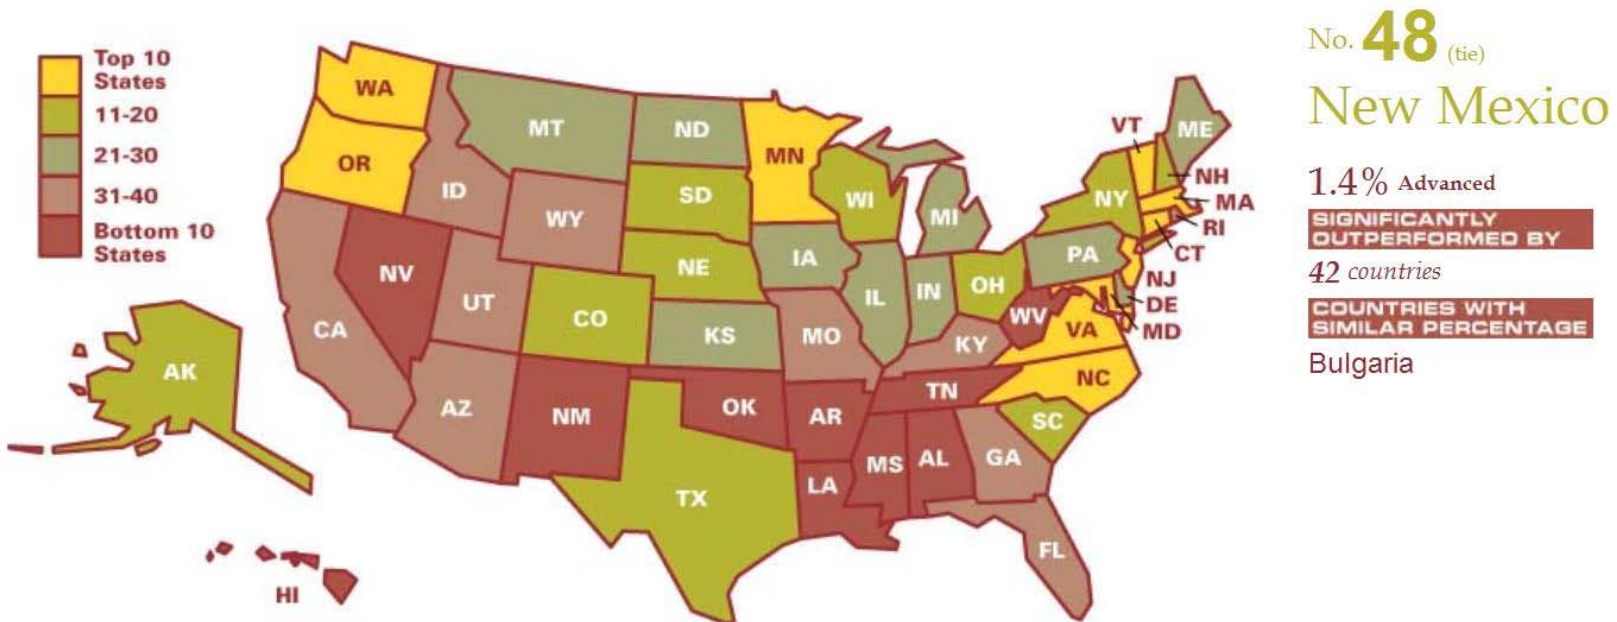 Top 10
States
11-20
21-30
31-40
Bottom 10
States
WA
OR
ID
MT
ND
MN
WY
SD
WI
MI
NY
VT
ME
NH
MA
RI
CT
NJ
DE
MD
PA
NV
UT
CA
CO
NE
IA
IL
IN
OH
KS
MO
KY
WV
VA
NC
TN
AZ
NM
OK
AR
SC
MS
AL
GA
LA
TX
FL
AK
HI
No. 48 (tie)
New Mexico
1.4% Advanced
SIGNIFICANTLY
OUTPERFORMED BY
42 countries
COUNTRIES WITH
SIMILAR PERCENTAGE
Bulgaria